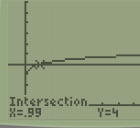 Intersection
X=.99 Y=4